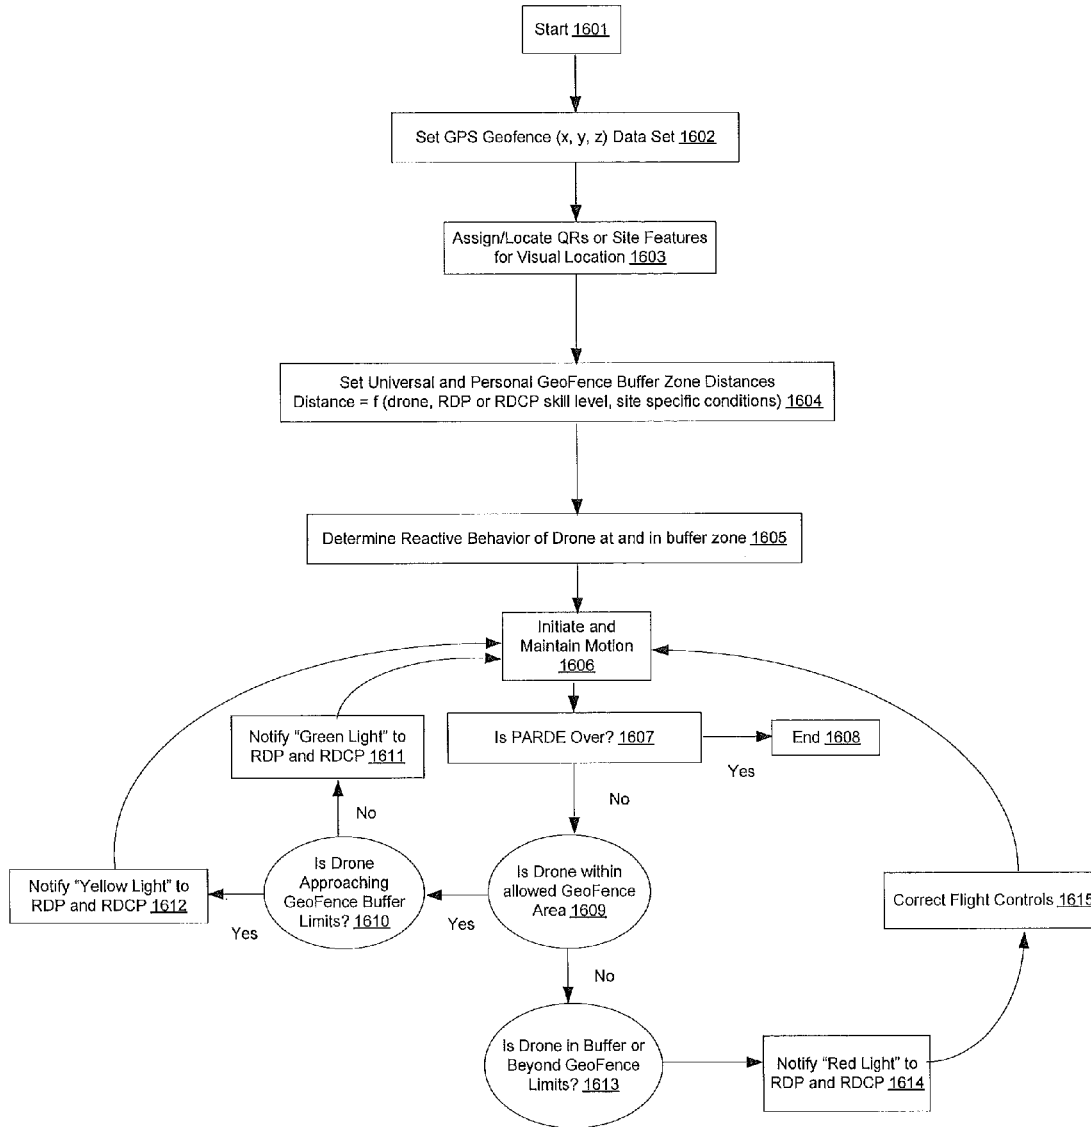 Start 1601
Set GPS Geofence (x, y, z) Data Set 1602
Assign/Locate QRs or Site Features
for Visual Location 1603
Set Universal and Personal GeoFence Buffer Zone Distances
Distance = f (drone, RDP or RDCP skill level, site specific conditions) 1604
Determine Reactive Behavior of Drone at and in buffer zone 1605
Initiate and
Maintain Motion
1606
Is PARDE Over? 1607
Yes
End 1608
No
Is Drone within
allowed GeoFence
Area 1609
Yes
Is Drone
Approaching
GeoFence Buffer
Limits? 1610
No
Notify "Green Light" to
RDP and RDCP 1611
Yes
Notify "Yellow Light" to
RDP and RDCP 1612
No
Is Drone in Buffer or
Beyond GeoFence
Limits? 1613
Notify "Red Light" to
RDP and RDCP 1614
Correct Flight Controls 1615